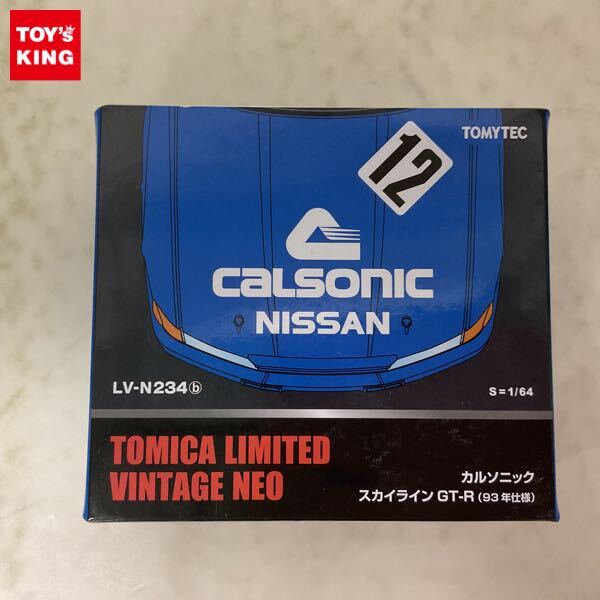 TOY'S
KING
12
TOMYTEC
CALSONIC
NISSAN
LV-N234ⓑ
S=1/64
TOMICA LIMITED
VINTAGE NEO
カルソニック
スカイライン GT-R (93年仕様)